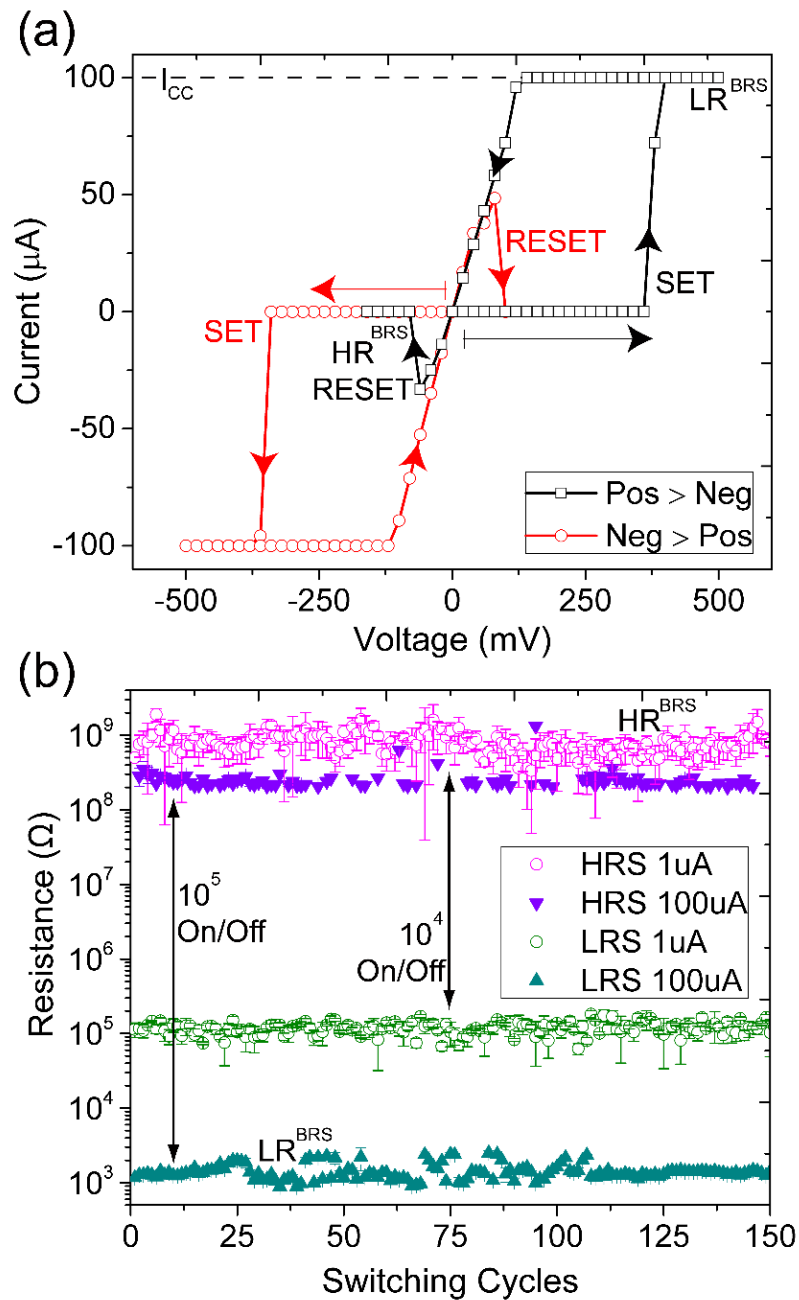 (a)
100
I_CC
LR^BRS
50
RESET
SET
0
SET
HR^BRS
RESET
-50
Pos > Neg
Neg > Pos
-100
Current (μA)
-500 -250 0 250 500
Voltage (mV)
(b)
10^9
HR^BRS
10^8
10^7
HRS 1uA
HRS 100uA
LRS 1uA
LRS 100uA
10^5
On/Off
10^4
On/Off
10^6
10^5
10^4
LR^BRS
10^3
Resistance (Ω)
0 25 50 75 100 125 150
Switching Cycles